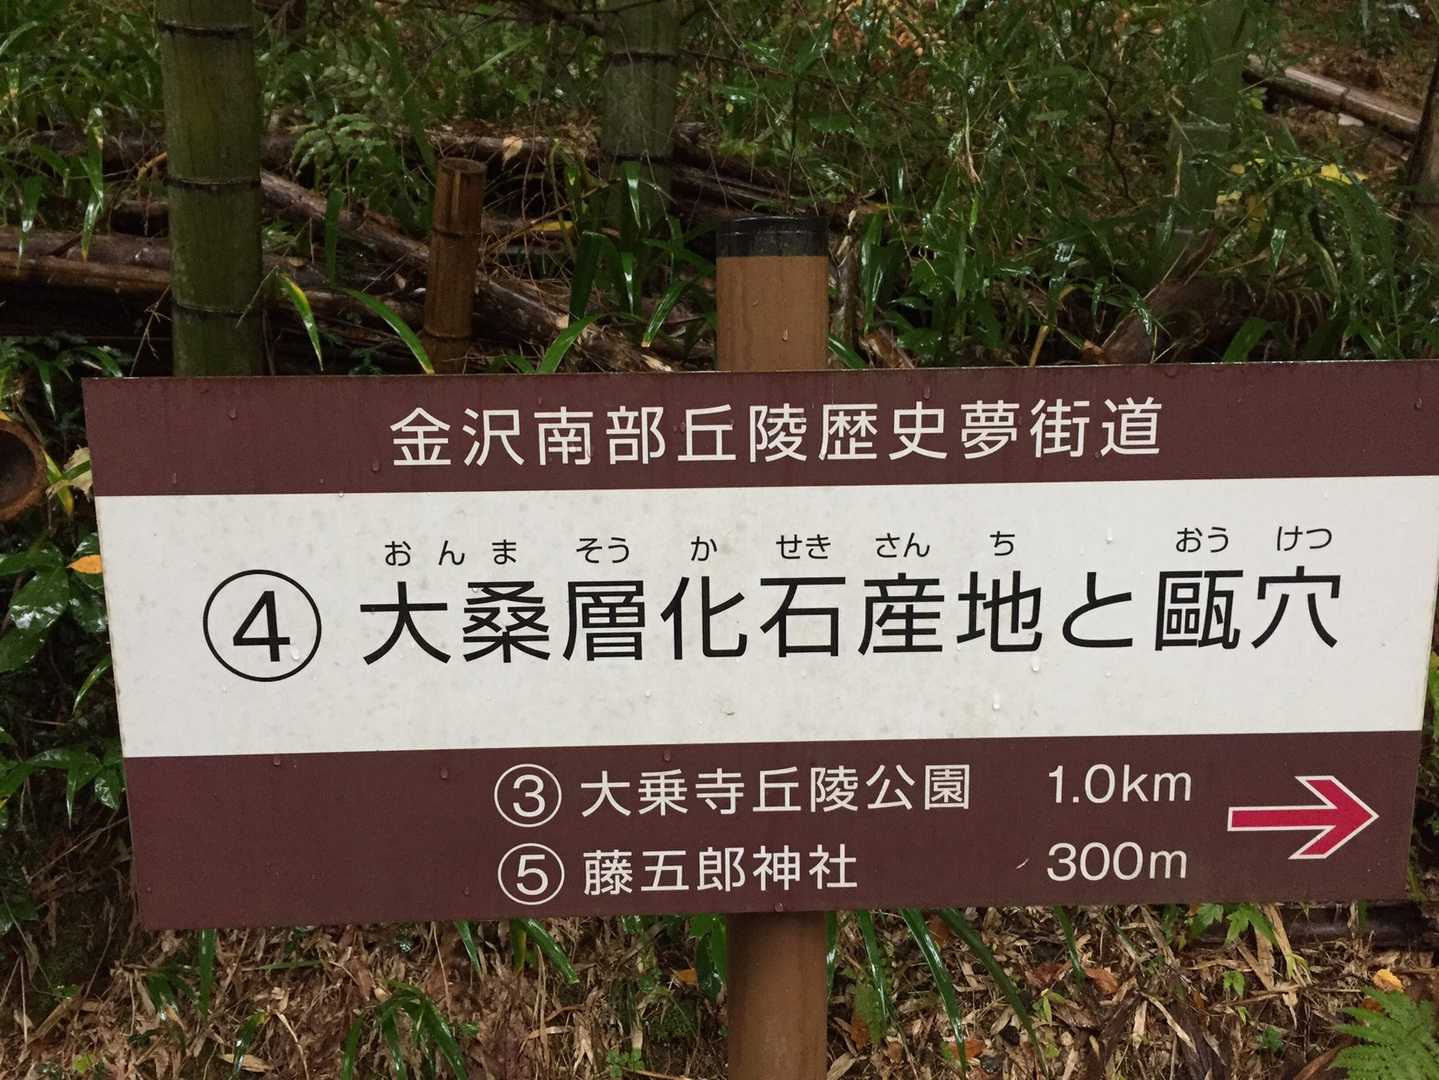 金沢南部丘陵歴史夢街道
おんま そう か せき さん ち おう けつ
④ 大桑層化石産地と甌穴
③ 大乗寺丘陵公園 1.0km
⑤ 藤五郎神社 300m